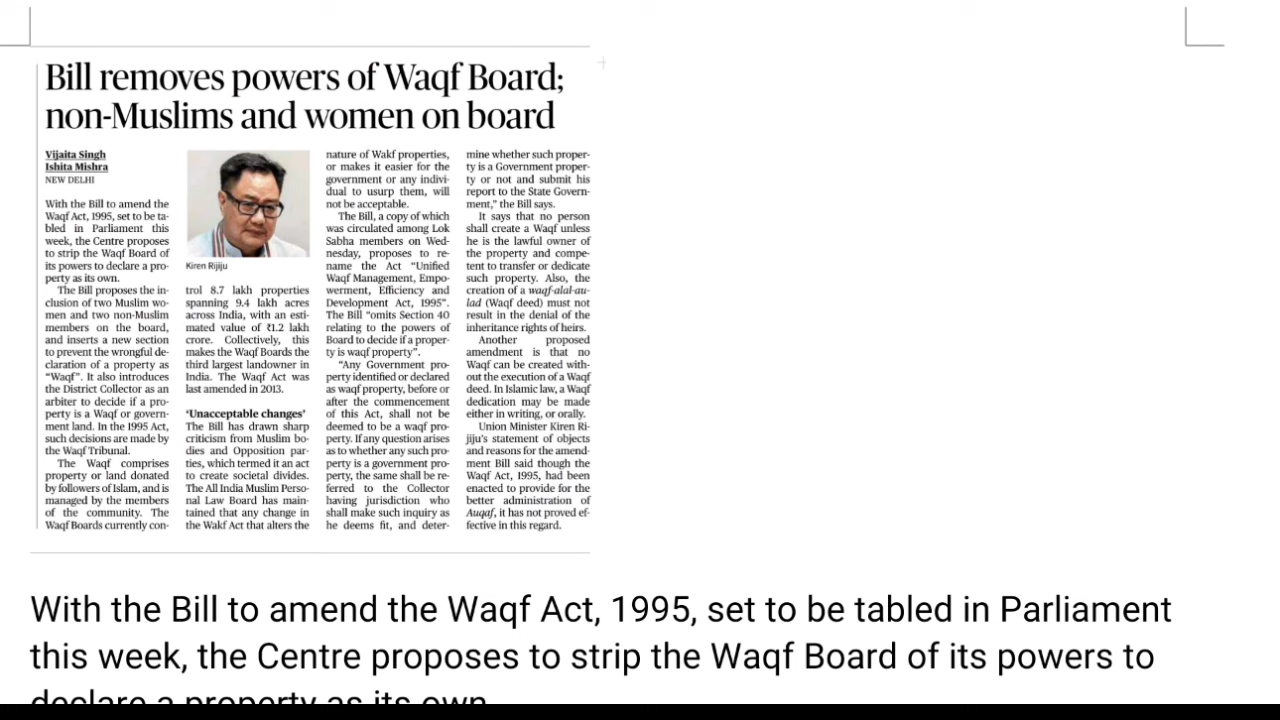 Bill removes powers of Waqf Board;
non-Muslims and women on board
Vijaita Singh
Ishita Mishra
NEW DELHI
With the Bill to amend the
Waqf Act, 1995, set to be ta-
bled in Parliament this
week, the Centre proposes
to strip the Waqf Board of
its powers to declare a pro-
perty as its own.
The Bill proposes the in-
clusion of two Muslim wo-
men and two non-Muslim
members on the board,
and inserts a new section
to prevent the wrongful de-
claration of a property as
“Waqf”. It also introduces
the District Collector as an
arbiter to decide if a pro-
perty is a Waqf or govern-
ment land. In the 1995 Act,
such decisions are made by
the Waqf Tribunal.
The Waqf comprises
property or land donated
by followers of Islam, and is
managed by the members
of the community. The
Waqf Boards currently con-
Kiren Rijiju
trol 8.7 lakh properties
spanning 9.4 lakh acres
across India, with an esti-
mated value of ₹1.2 lakh
crore. Collectively, this
makes the Waqf Boards the
third largest landowner in
India. The Waqf Act was
last amended in 2013.
‘Unacceptable changes’
The Bill has drawn sharp
criticism from Muslim bo-
dies and Opposition par-
ties, which termed it an act
to create societal divides.
The All India Muslim Perso-
nal Law Board has main-
tained that any change in
the Wakf Act that alters the
nature of Wakf properties,
or makes it easier for the
government or any indivi-
dual to usurp them, will
not be acceptable.
The Bill, a copy of which
was circulated among Lok
Sabha members on Wed-
nesday, proposes to re-
name the Act “Unified
Waqf Management, Empo-
werment, Efficiency and
Development Act, 1995”.
The Bill “omits Section 40
relating to the powers of
Board to decide if a proper-
ty is waqf property”.
“Any Government pro-
perty identified or declared
as waqf property, before or
after the commencement
of this Act, shall not be
deemed to be a waqf pro-
perty. If any question arises
as to whether any such pro-
perty is a government pro-
perty, the same shall be re-
ferred to the Collector
having jurisdiction who
shall make such inquiry as
he deems fit, and deter-
mine whether such proper-
ty is a Government proper-
ty or not and submit his
report to the State Govern-
ment,” the Bill says.
It says that no person
shall create a Waqf unless
he is the lawful owner of
the property and compe-
tent to transfer or dedicate
such property. Also, the
creation of a waqf-alal-au-
lad (Waqf deed) must not
result in the denial of the
inheritance rights of heirs.
Another proposed
amendment is that no
Waqf can be created with-
out the execution of a Waqf
deed. In Islamic law, a Waqf
dedication may be made
either in writing, or orally.
Union Minister Kiren Ri-
jiju’s statement of objects
and reasons for the amend-
ment Bill said though the
Waqf Act, 1995, had been
enacted to provide for the
better administration of
Auqaf, it has not proved ef-
fective in this regard.
With the Bill to amend the Waqf Act, 1995, set to be tabled in Parliament
this week, the Centre proposes to strip the Waqf Board of its powers to
declare a property as its own